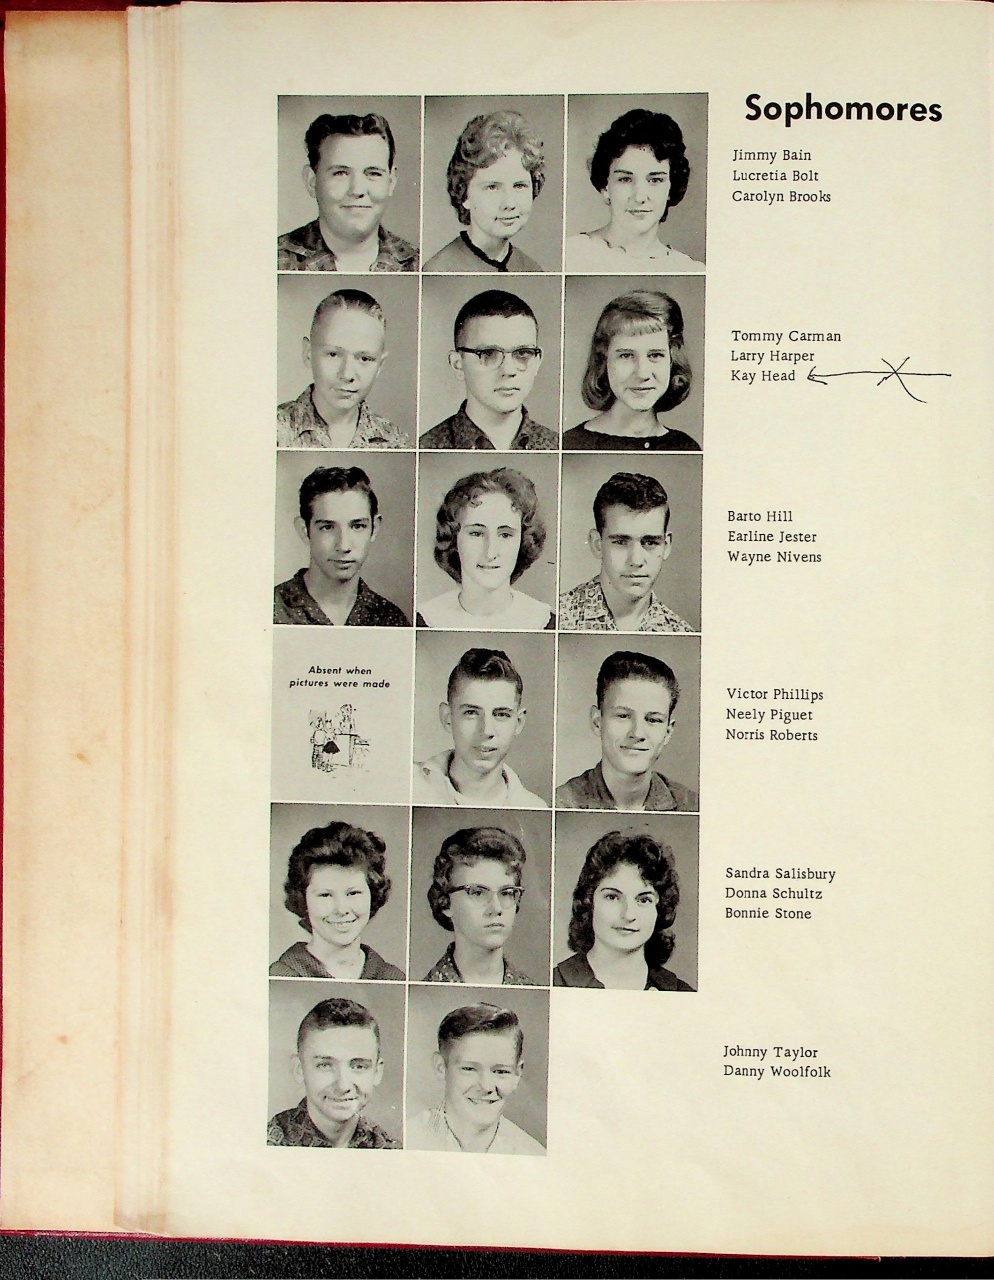 Sophomores
Jimmy Bain
Lucretia Bolt
Carolyn Brooks
Tommy Carman
Larry Harper
Kay Head
Barto Hill
Earline Jester
Wayne Nivens
Absent when
pictures were made
Victor Phillips
Neely Piguet
Norris Roberts
Sandra Salisbury
Donna Schultz
Bonnie Stone
Johnny Taylor
Danny Woolfolk